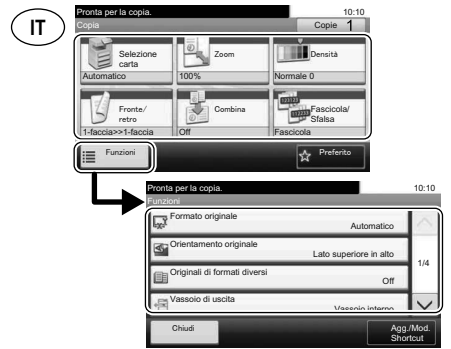 IT
Pronta per la copia. 10:10
Copia Copie 1
Selezione
carta
Automatico
Zoom
100%
Densità
Normale 0
Fronte/
retro
1-faccia>>1-faccia
Combina
Off
Fascicola/
Sfalsa
Fascicola
Funzioni
Preferito
Pronta per la copia. 10:10
Funzioni
Formato originale
Automatico
Orientamento originale
Lato superiore in alto
Originali di formati diversi
Off
Vassoio di uscita
Vassoio interno
1/4
Chiudi
Agg./Mod.
Shortcut